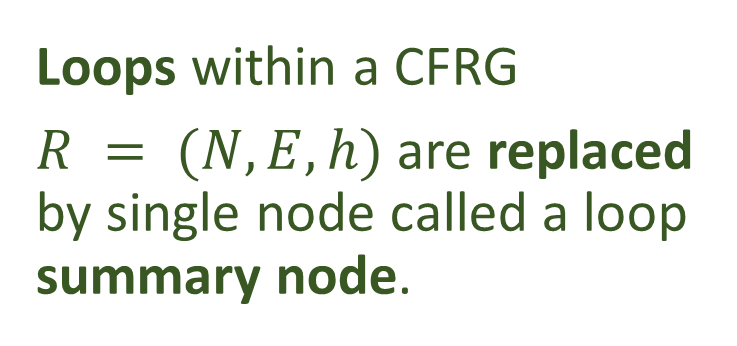 Loops within a CFRG
R = (N, E, h) are replaced
by single node called a loop
summary node.